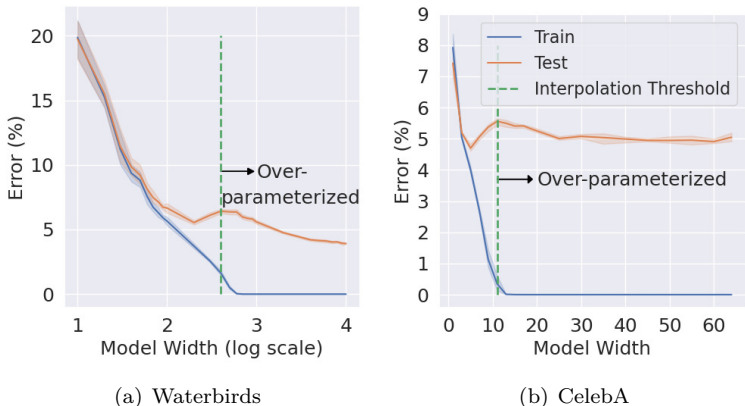 20
15
10
5
0
Error (%)
Over-
parameterized
1
2
3
4
Model Width (log scale)
(a) Waterbirds
9
8
7
6
5
4
3
2
1
0
Error (%)
Train
Test
Interpolation Threshold
Over-parameterized
0
10
20
30
40
50
60
Model Width
(b) CelebA